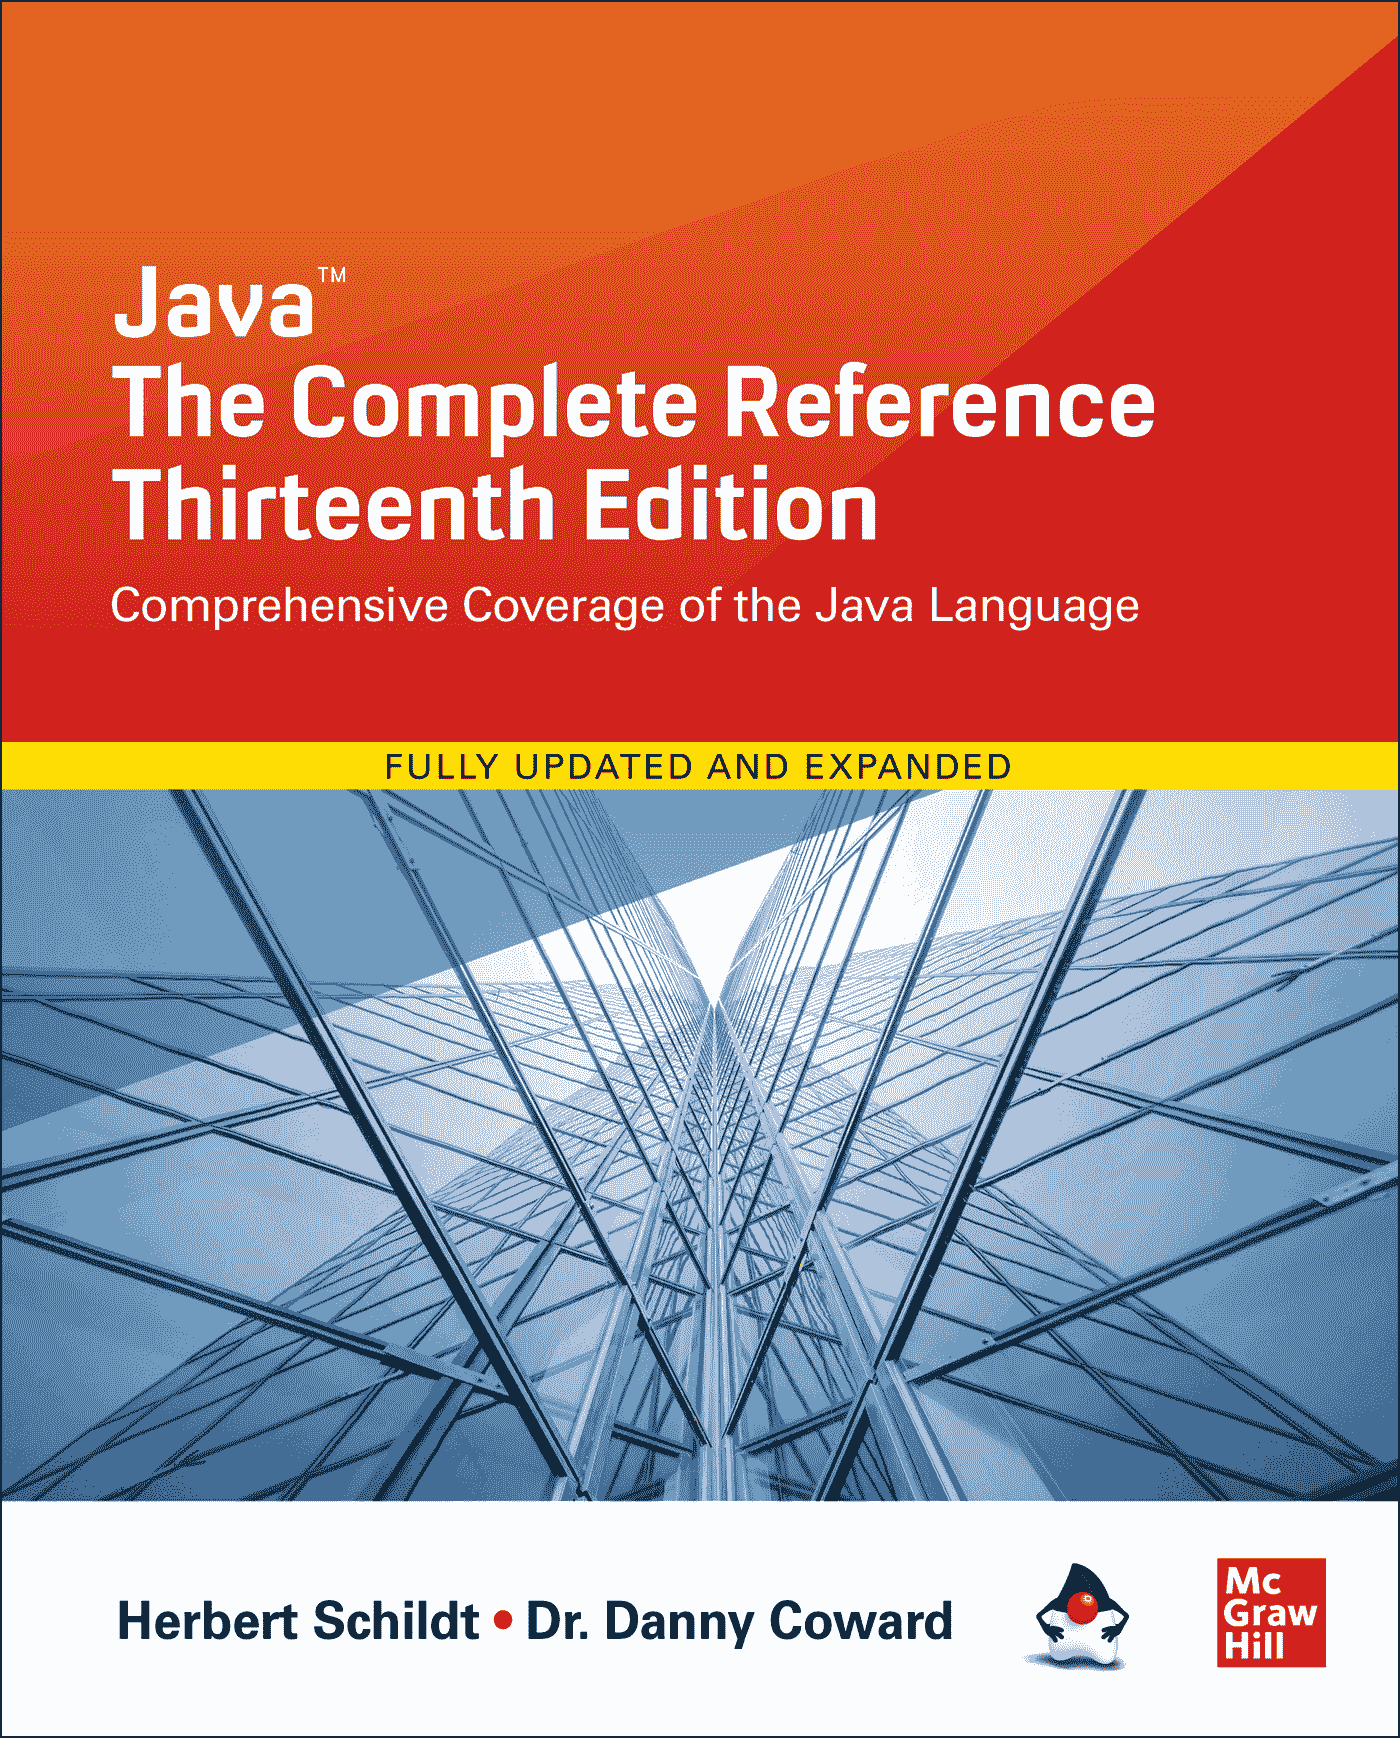 Java™
The Complete Reference
Thirteenth Edition
Comprehensive Coverage of the Java Language
FULLY UPDATED AND EXPANDED
Herbert Schildt • Dr. Danny Coward
Mc
Graw
Hill